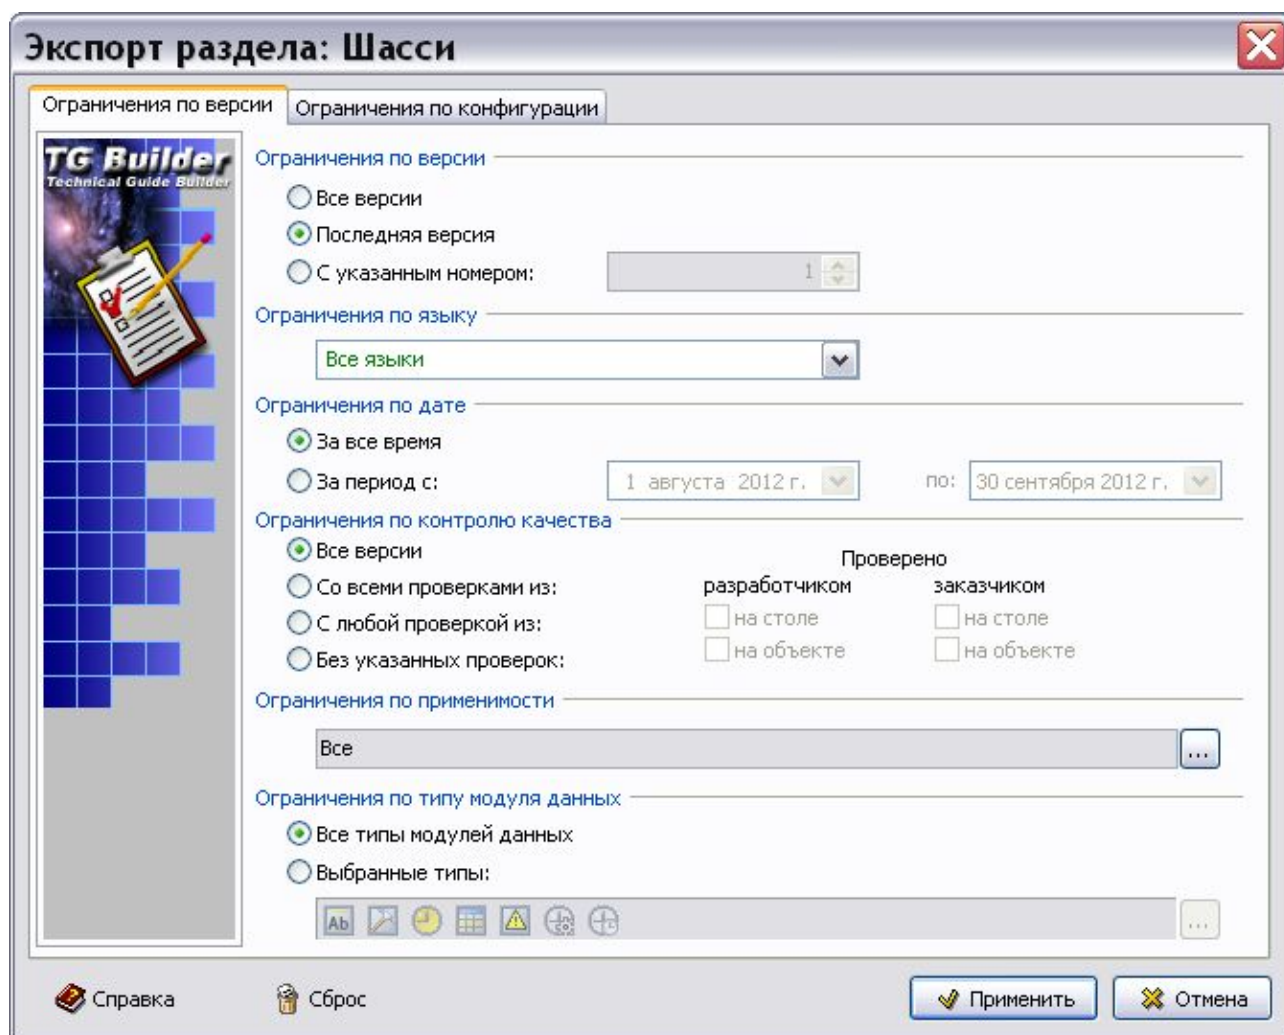 Экспорт раздела: Шасси
Ограничения по версии
Ограничения по конфигурации
TG Builder
Technical Guide Builder
Ограничения по версии
Все версии
Последняя версия
С указанным номером: 1
Ограничения по языку
Все языки
Ограничения по дате
За все время
За период с: 1 августа 2012 г. по: 30 сентября 2012 г.
Ограничения по контролю качества
Все версии
Проверено
Со всеми проверками из: разработчиком заказчиком
С любой проверкой из: на столе на столе
Без указанных проверок: на объекте на объекте
Ограничения по применимости
Все ...
Ограничения по типу модуля данных
Все типы модулей данных
Выбранные типы:
Ab ...
Справка Сброс Применить Отмена